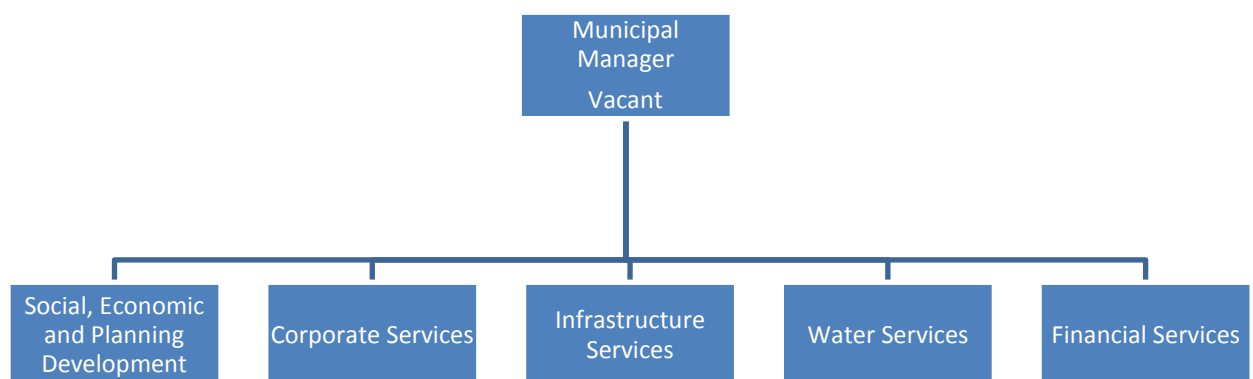 Municipal
Manager
Vacant
Social, Economic
and Planning
Development
Corporate Services
Infrastructure
Services
Water Services
Financial Services